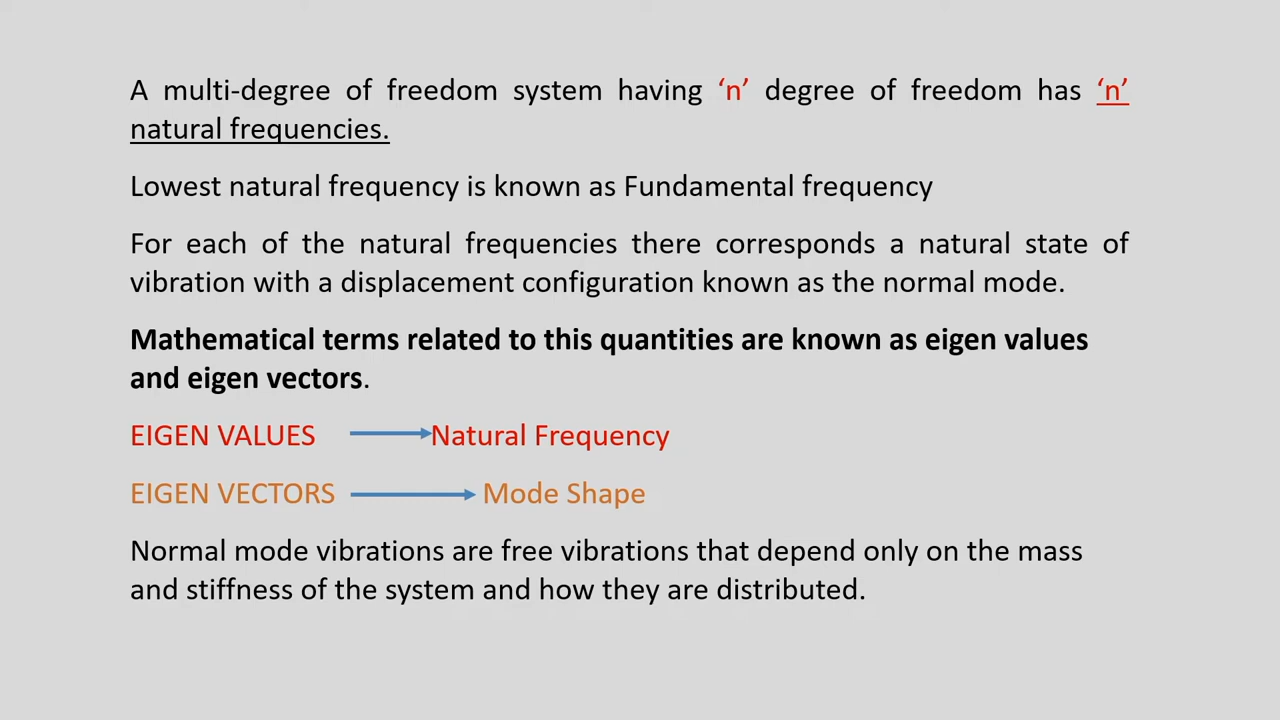 A multi-degree of freedom system having ‘n’ degree of freedom has ‘n’
natural frequencies.
Lowest natural frequency is known as Fundamental frequency
For each of the natural frequencies there corresponds a natural state of
vibration with a displacement configuration known as the normal mode.
Mathematical terms related to this quantities are known as eigen values
and eigen vectors.
EIGEN VALUES Natural Frequency
EIGEN VECTORS Mode Shape
Normal mode vibrations are free vibrations that depend only on the mass
and stiffness of the system and how they are distributed.